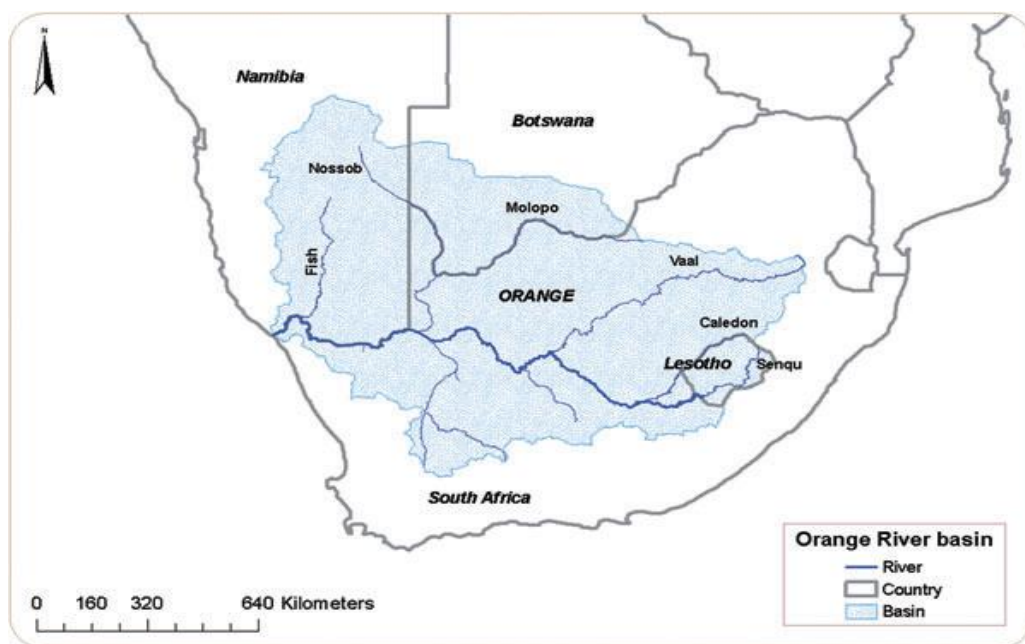 N
Namibia
Botswana
Nossob
Molopo
Fish
Vaal
ORANGE
Caledon
Lesotho
Senqu
South Africa
Orange River basin
River
Country
Basin
0 160 320 640 Kilometers